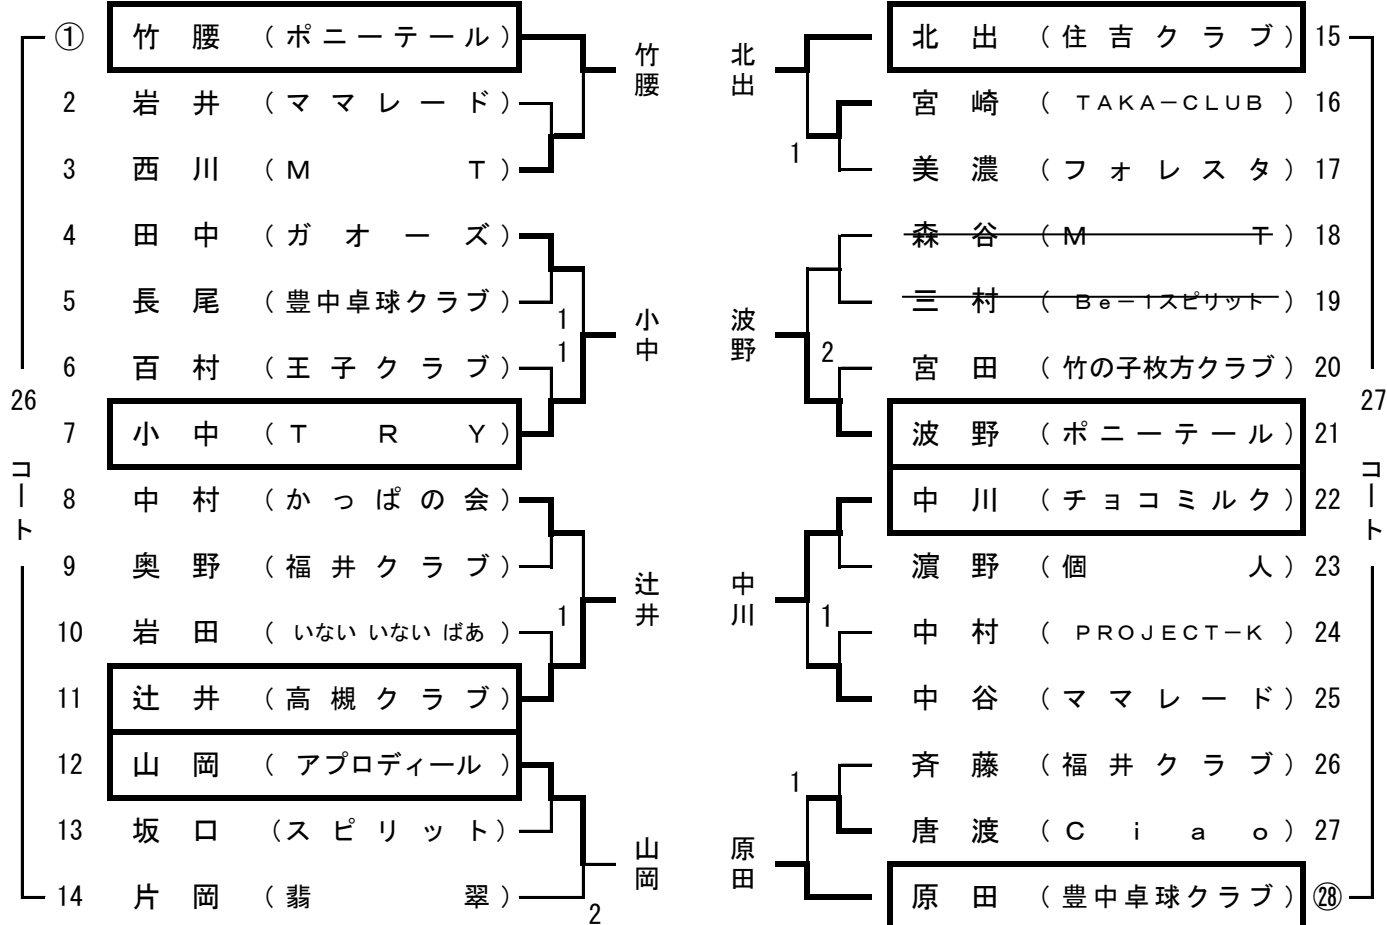 ① 竹腰 (ポニーテール)
2 岩井 (ママレード)
3 西川 (MT)
4 田中 (ガオーズ)
5 長尾 (豊中卓球クラブ)
6 百村 (王子クラブ)
7 小中 (TRY)
8 中村 (かっぱの会)
9 奥野 (福井クラブ)
10 岩田 (いない いない ばあ)
11 辻井 (高槻クラブ)
12 山岡 (アプロディール)
13 坂口 (スピリット)
14 片岡 (翡翠)
26コート
竹腰
1
1
小中
1
辻井
2
山岡
北出
1
波野
2
中川
1
1
原田
北出 (住吉クラブ) 15
宮崎 (TAKA-CLUB) 16
美濃 (フォレスタ) 17
森谷 (MT) 18
三村 (Be-1スピリット) 19
宮田 (竹の子枚方クラブ) 20
波野 (ポニーテール) 21
中川 (チョコミルク) 22
濵野 (個人) 23
中村 (PROJECT-K) 24
中谷 (ママレード) 25
斉藤 (福井クラブ) 26
唐渡 (Ciao) 27
原田 (豊中卓球クラブ) ㉘
27コート